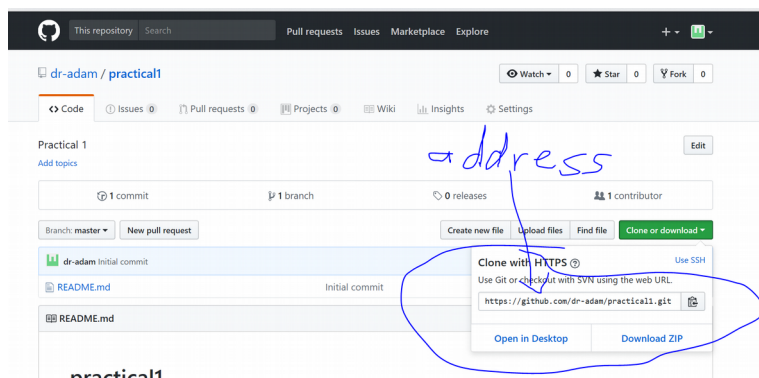 This repository Search Pull requests Issues Marketplace Explore
dr-adam / practical1 Watch 0 Star 0 Fork 0
Code Issues 0 Pull requests 0 Projects 0 Wiki Insights Settings
Practical 1 Edit
Add topics
address
1 commit 1 branch 0 releases 1 contributor
Branch: master New pull request Create new file Upload files Find file Clone or download
dr-adam Initial commit
README.md Initial commit
README.md
practical1
Clone with HTTPS Use SSH
Use Git or checkout with SVN using the web URL.
https://github.com/dr-adam/practical1.git
Open in Desktop Download ZIP